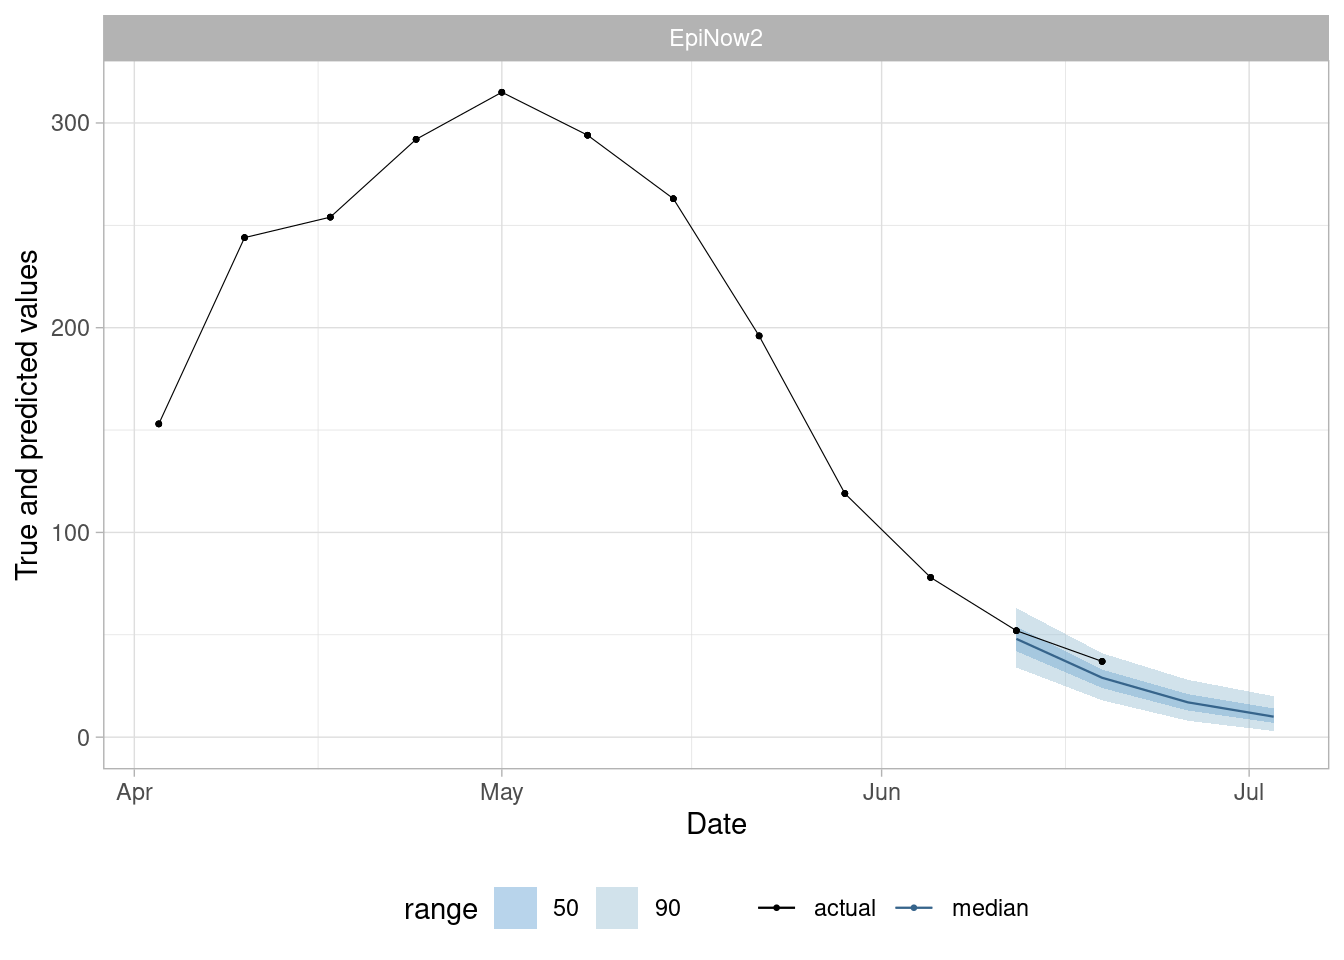 EpiNow2
True and predicted values
300
200
100
0
Apr
May
Jun
Jul
Date
range
50
90
actual
median